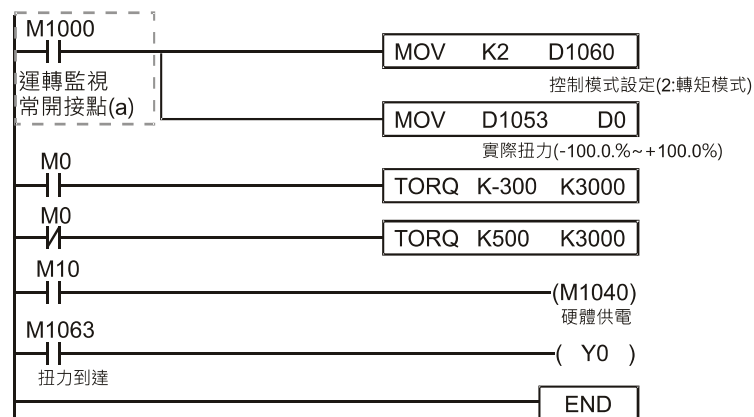 M1000
MOV K2 D1060
運轉監視
常開接點(a)
控制模式設定(2:轉矩模式)
MOV D1053 D0
實際扭力(-100.0.%~+100.0%)
M0
TORQ K-300 K3000
M0
TORQ K500 K3000
M10
(M1040)
硬體供電
M1063
( Y0 )
扭力到達
END